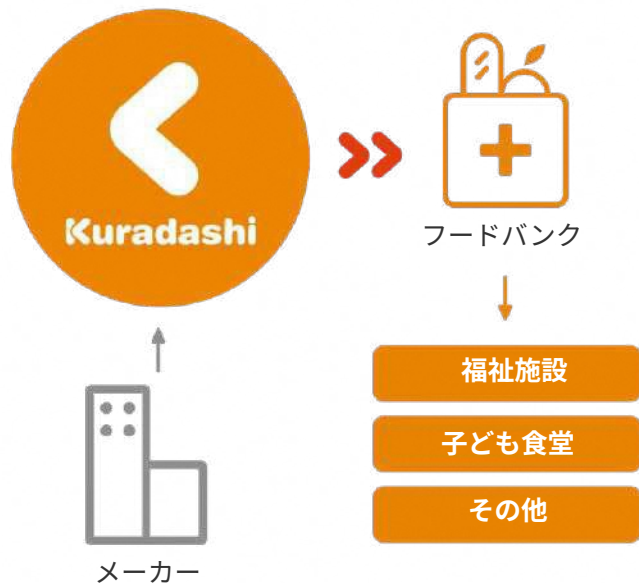 Kuradashi
メーカー
フードバンク
福祉施設
子ども食堂
その他